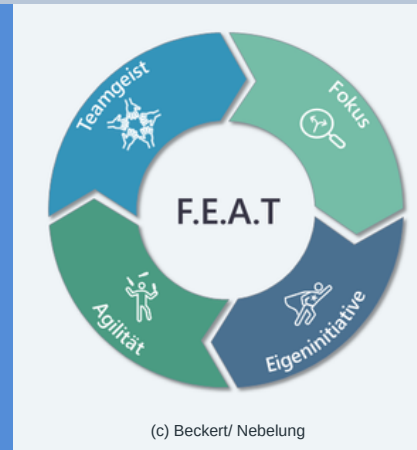 Teamgeist
Fokus
F.E.A.T
Agilität
Eigeninitiative
(c) Beckert/ Nebelung